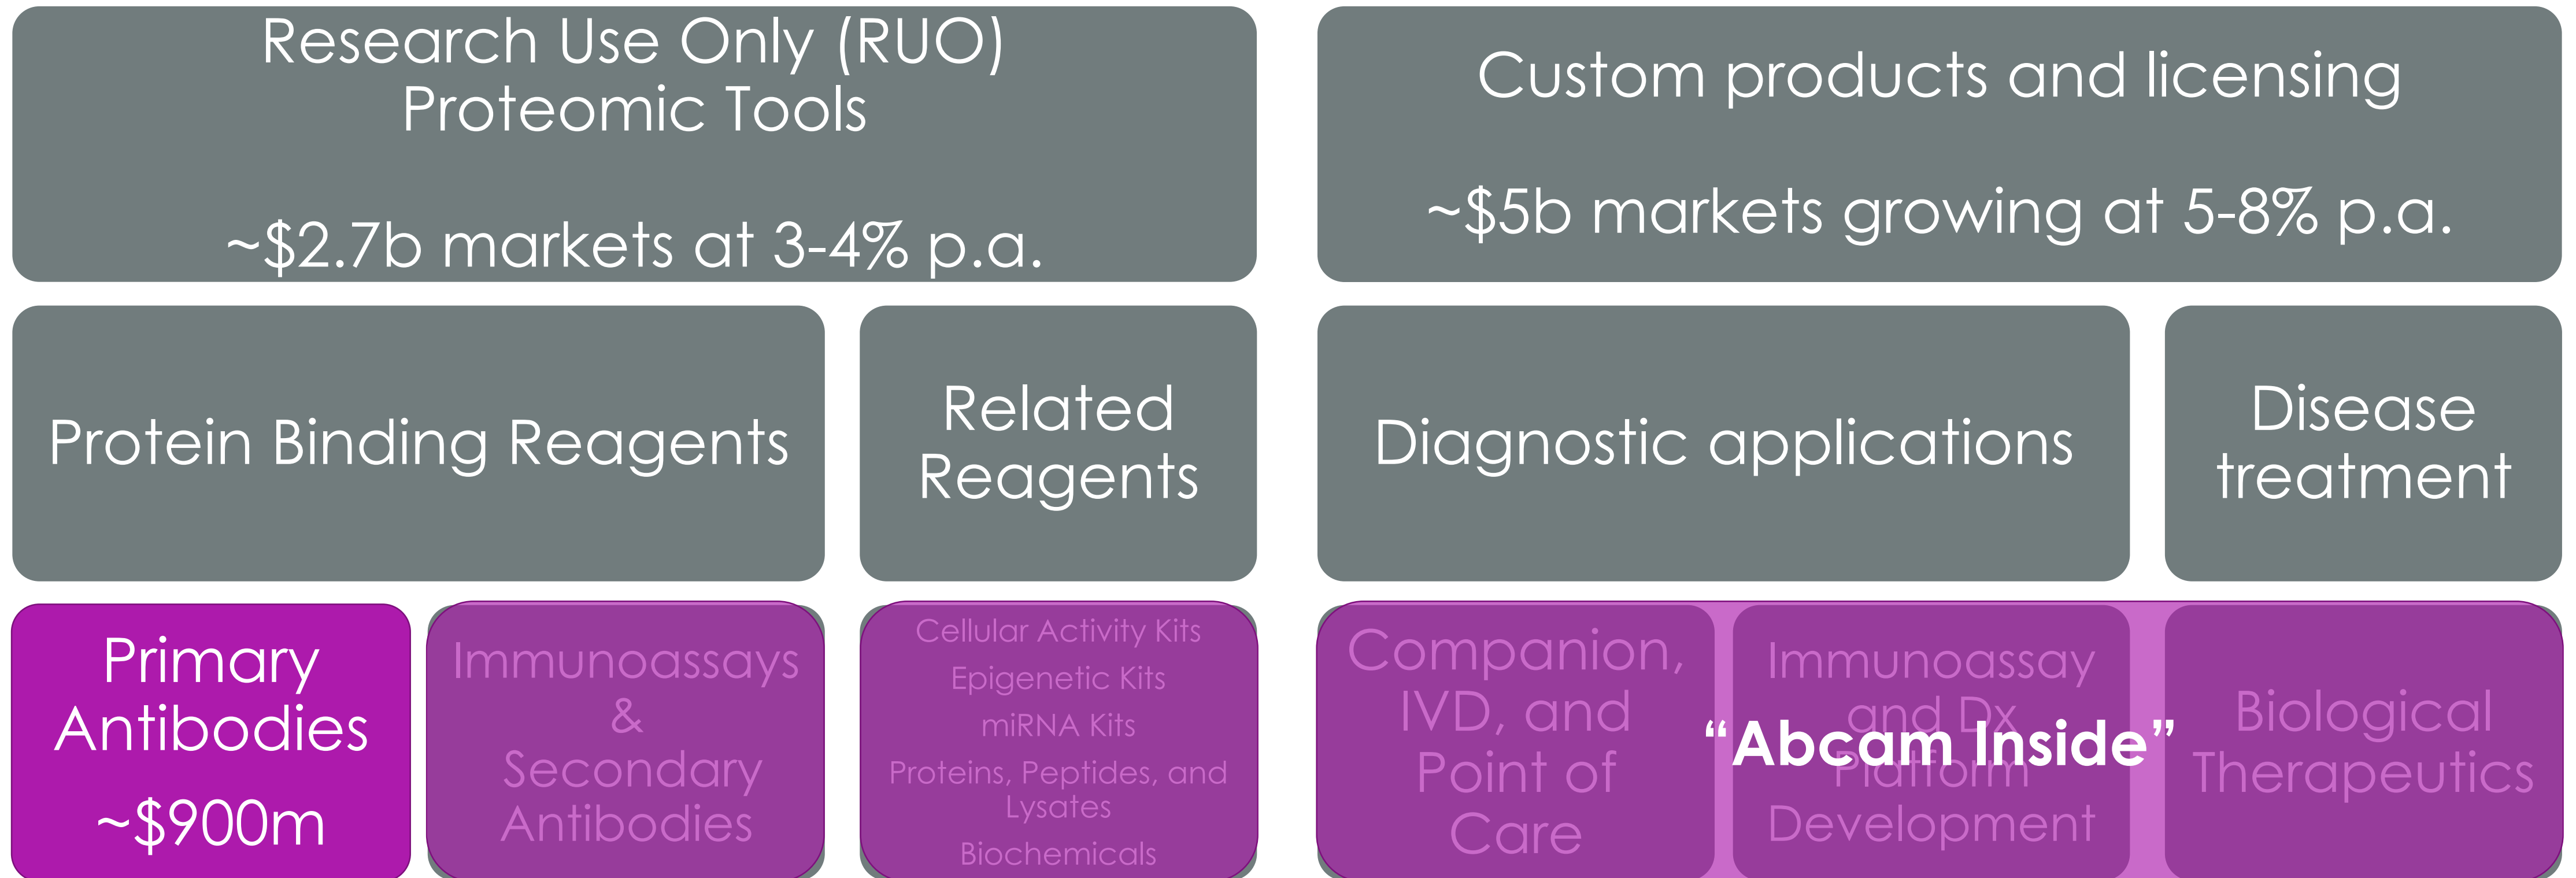 Research Use Only (RUO)
Proteomic Tools
~$2.7b markets at 3-4% p.a.
Custom products and licensing
~$5b markets growing at 5-8% p.a.
Protein Binding Reagents
Related
Reagents
Diagnostic applications
Disease
treatment
Primary
Antibodies
~$900m
Immunoassays
&
Secondary
Antibodies
Cellular Activity Kits
Epigenetic Kits
miRNA Kits
Proteins, Peptides, and
Lysates
Biochemicals
Companion,
IVD, and
Point of
Care
Immunoassay
and Dx
Platform
Development
“Abcam Inside”
Biological
Therapeutics